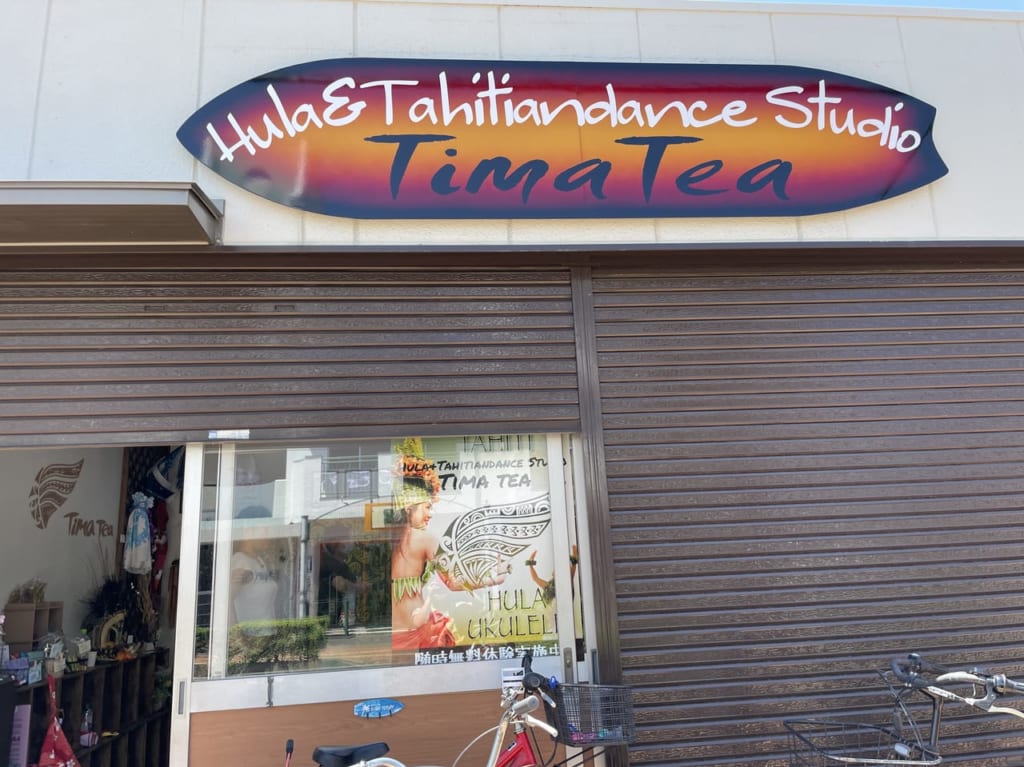 Hula&Tahitiandance Studio
TimaTea
TAHITI
HULA+TAHITIANDANCE STUDIO
TIMA TEA
Tima Tea
HULA
UKULELE
随時無料体験実施中